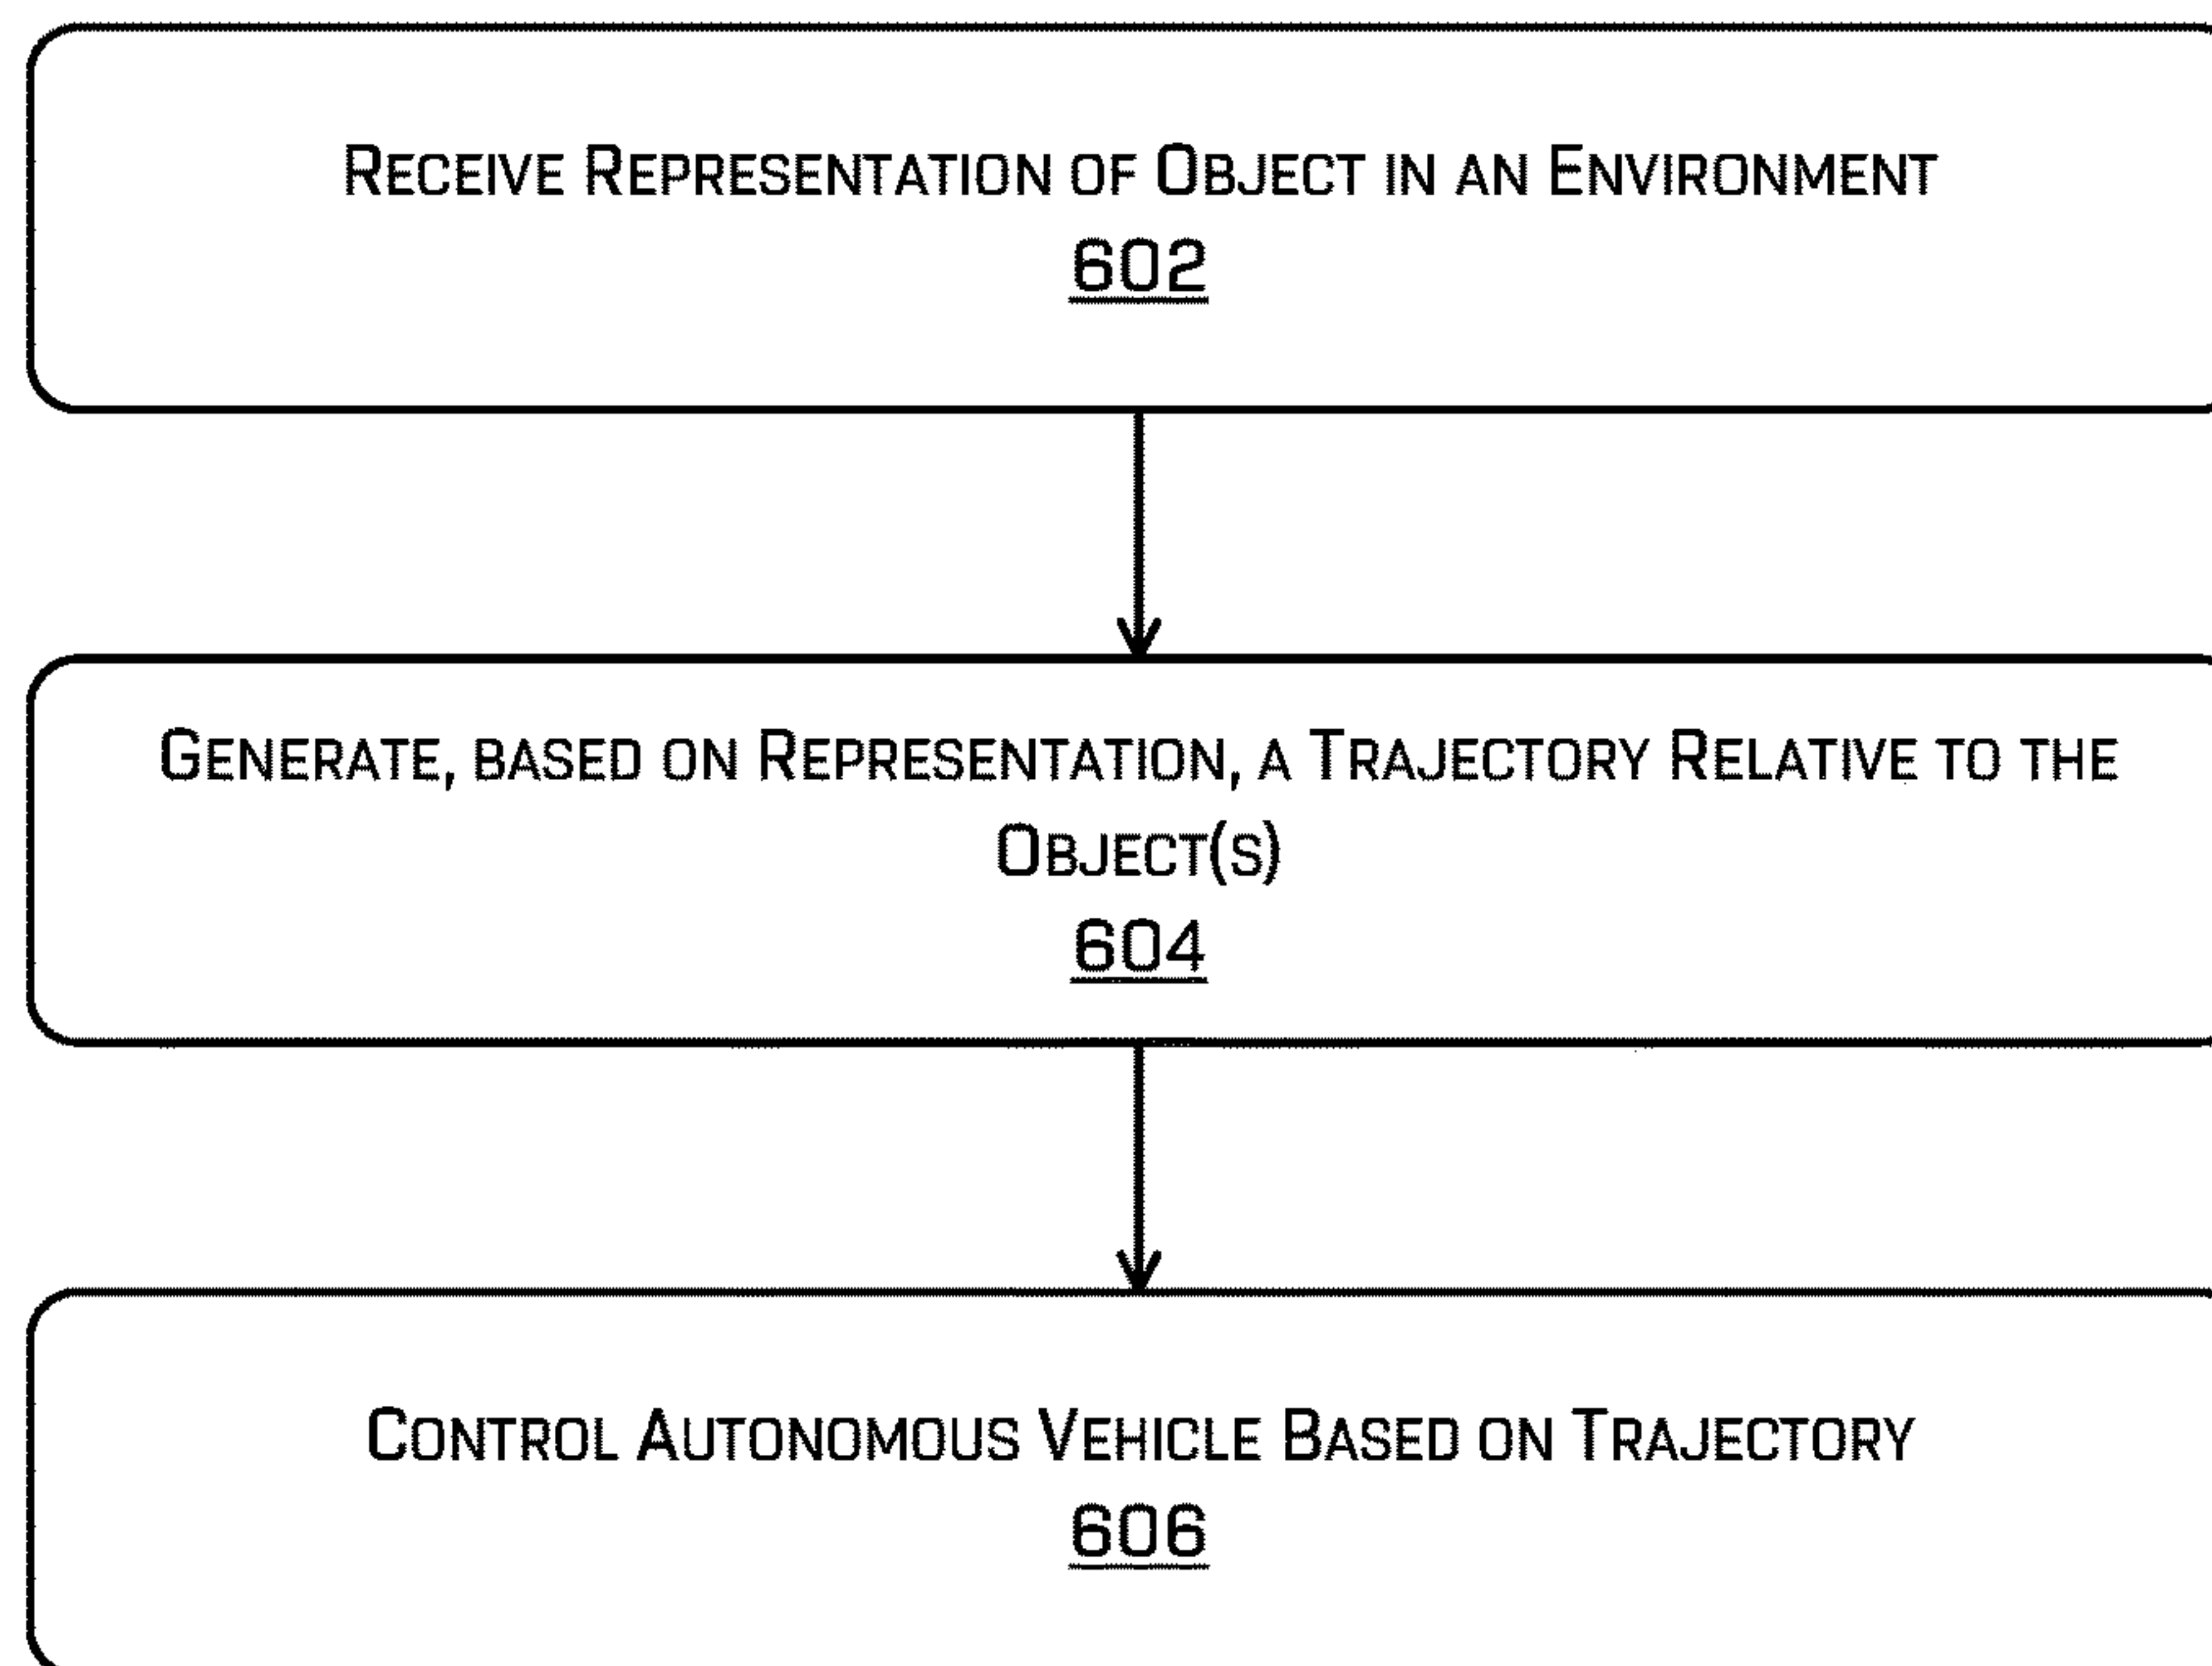 Receive Representation of Object in an Environment
602
Generate, based on Representation, a Trajectory Relative to the
Object(s)
604
Control Autonomous Vehicle Based on Trajectory
606